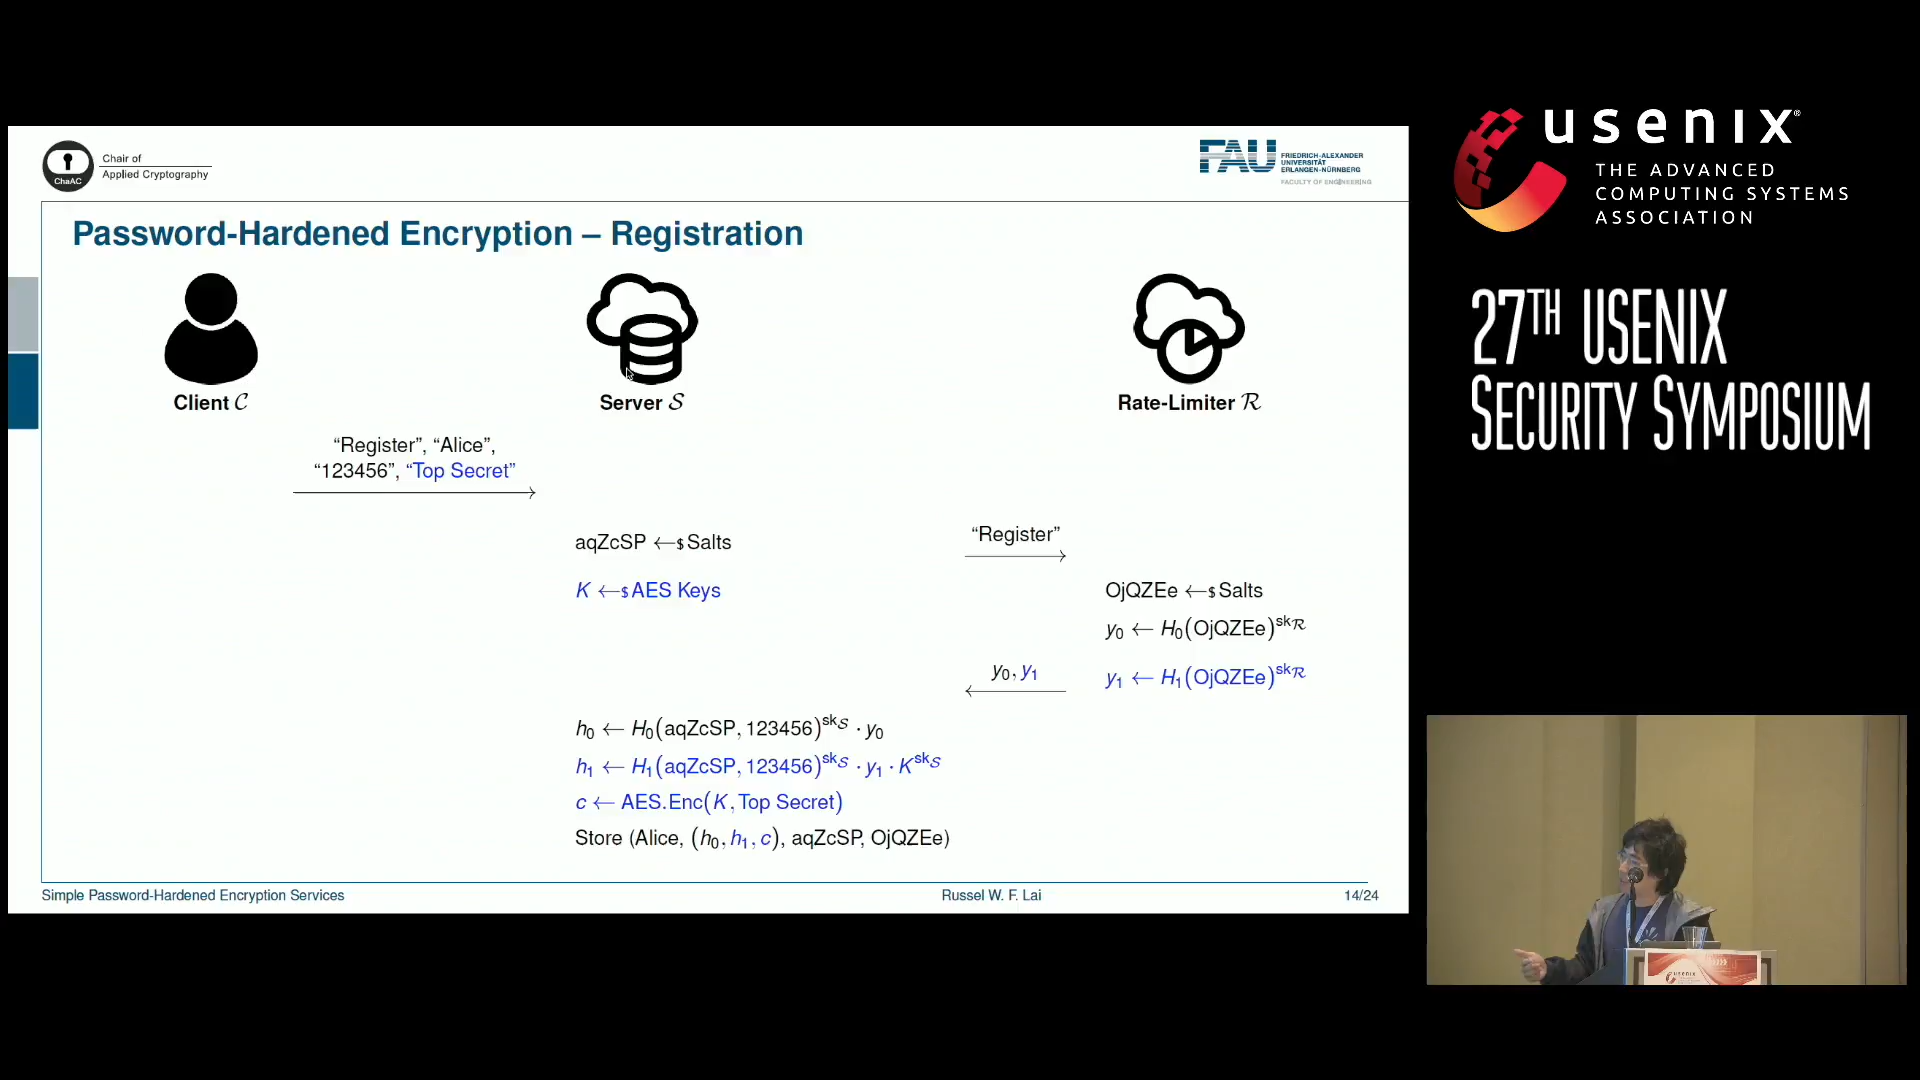 ChaAC
Chair of
Applied Cryptography
FAU
FRIEDRICH-ALEXANDER
UNIVERSITÄT
ERLANGEN-NÜRNBERG
FACULTY OF ENGINEERING
Password-Hardened Encryption – Registration
Client 𝒞
Server 𝒮
Rate-Limiter ℛ
“Register”, “Alice”,
“123456”, “Top Secret”
aqZcSP ←$ Salts
“Register”
K ←$ AES Keys
OjQZEe ←$ Salts
y₀ ← H₀(OjQZEe)^skℛ
y₀, y₁
y₁ ← H₁(OjQZEe)^skℛ
h₀ ← H₀(aqZcSP, 123456)^sk𝒮 · y₀
h₁ ← H₁(aqZcSP, 123456)^sk𝒮 · y₁ · K^sk𝒮
c ← AES.Enc(K, Top Secret)
Store (Alice, (h₀, h₁, c), aqZcSP, OjQZEe)
Simple Password-Hardened Encryption Services
Russel W. F. Lai
14/24
usenix®
THE ADVANCED
COMPUTING SYSTEMS
ASSOCIATION
27TH USENIX
SECURITY SYMPOSIUM
usenix